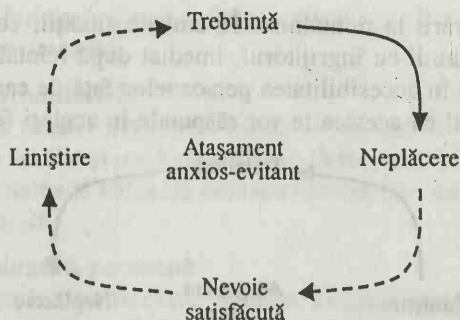 Trebuință
Liniștire
Atașament
anxios-evitant
Neplăcere
Nevoie
satisfăcută